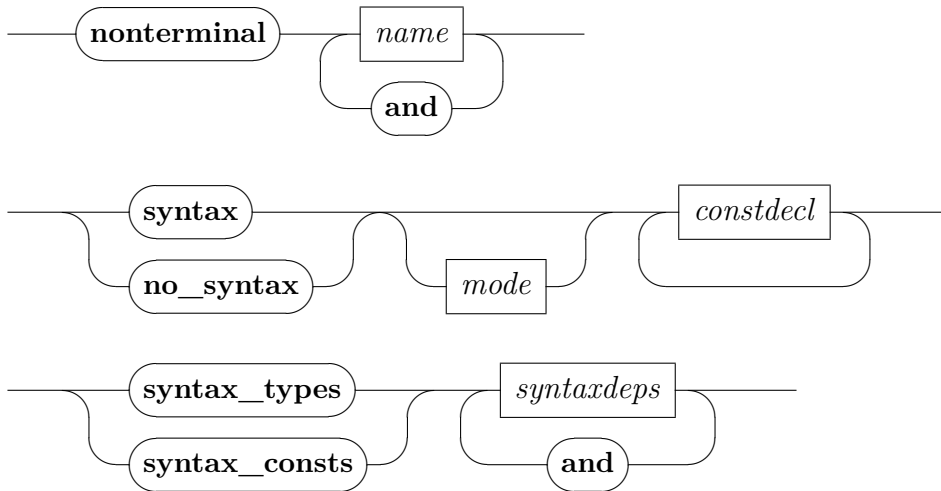 nonterminal name
and
syntax constdecl
no_syntax mode
syntax_types syntaxdeps
syntax_consts and